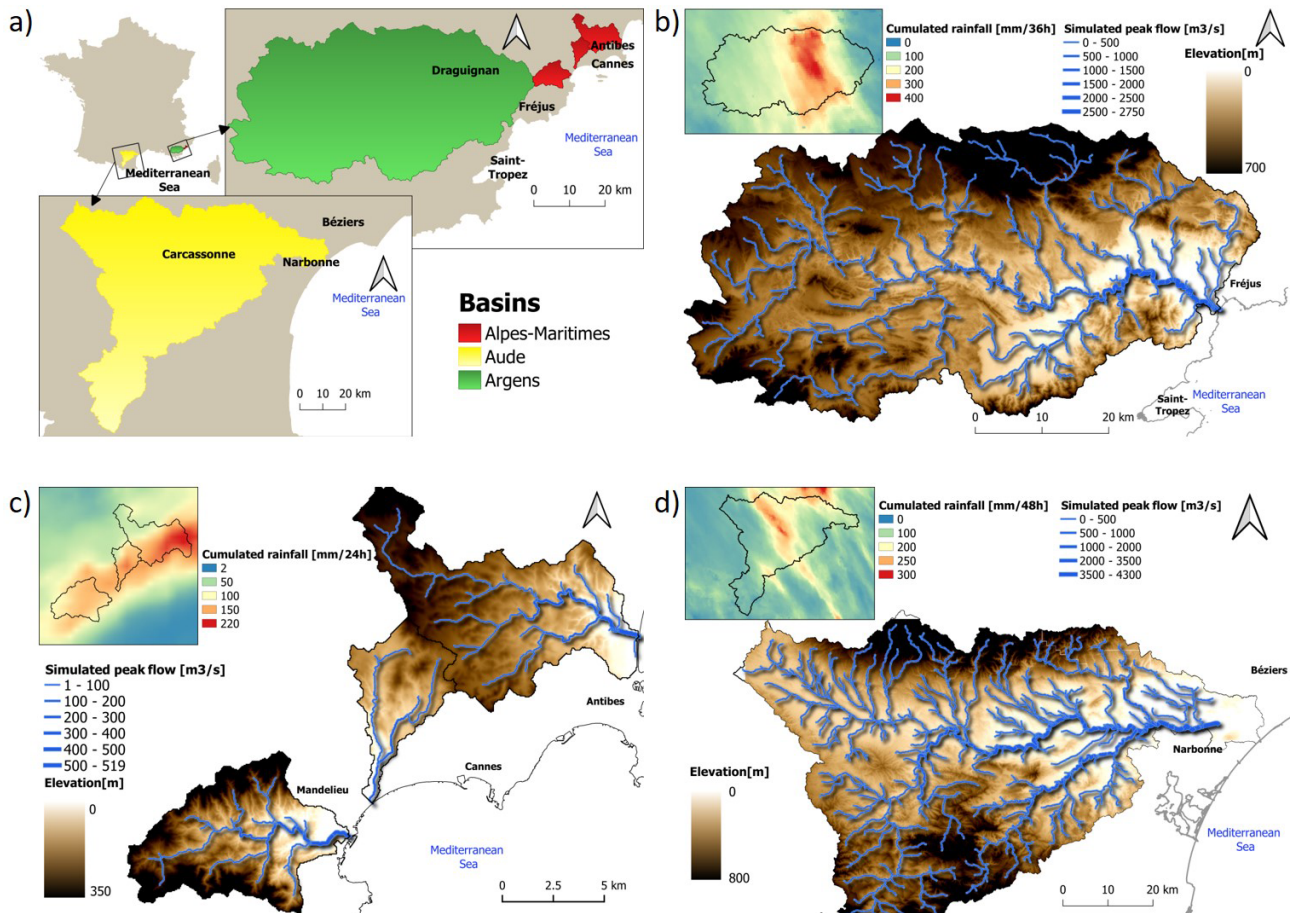 a)
Draguignan
Antibes
Cannes
Fréjus
Mediterranean
Sea
Saint-
Tropez
0 10 20 km
Mediterranean
Sea
Béziers
Carcassonne
Narbonne
Mediterranean
Sea
0 10 20 km
Basins
Alpes-Maritimes
Aude
Argens
b)
Cumulated rainfall [mm/36h]
0
100
200
300
400
Simulated peak flow [m3/s]
0 - 500
500 - 1000
1000 - 1500
1500 - 2000
2000 - 2500
2500 - 2750
Elevation[m]
0
700
Fréjus
Saint-
Tropez
Mediterranean
Sea
0 10 20 km
c)
Cumulated rainfall [mm/24h]
2
50
100
150
220
Simulated peak flow [m3/s]
1 - 100
100 - 200
200 - 300
300 - 400
400 - 500
500 - 519
Elevation[m]
0
350
Antibes
Cannes
Mandelieu
Mediterranean
Sea
0 2.5 5 km
d)
Cumulated rainfall [mm/48h]
0
100
200
250
300
Simulated peak flow [m3/s]
0 - 500
500 - 1000
1000 - 2000
2000 - 3500
3500 - 4300
Béziers
Narbonne
Elevation[m]
0
800
Mediterranean
Sea
0 10 20 km